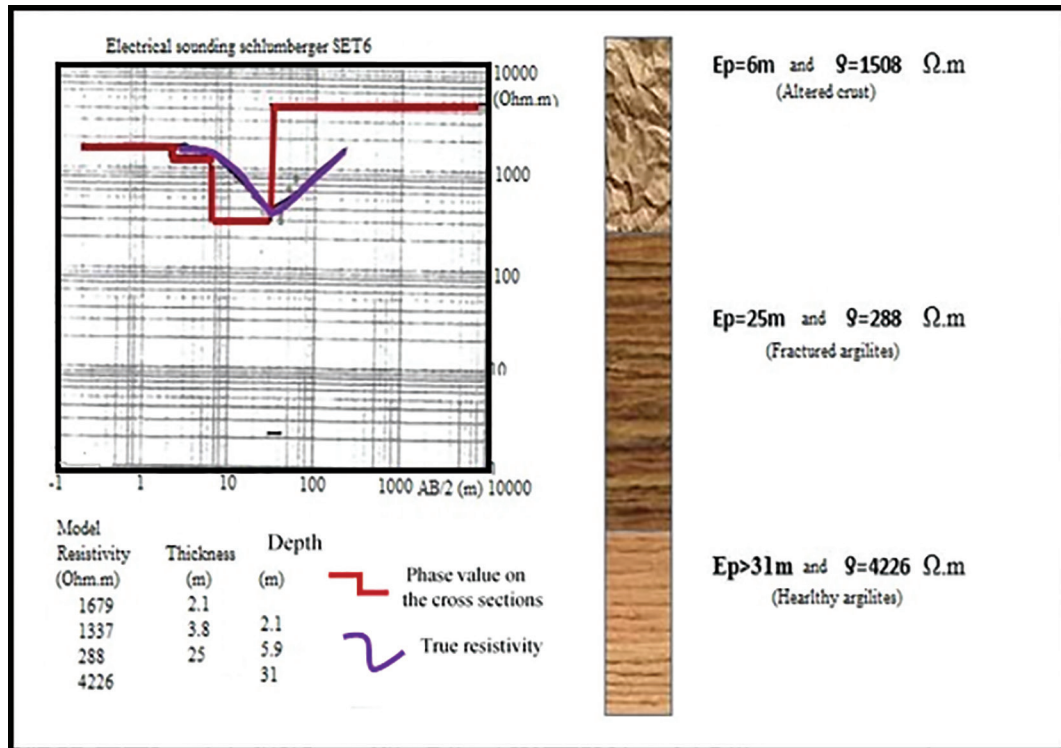 Electrical sounding schlumberger SET6
10000
(Ohm.m)
1000
100
10
-1 1 10 100 1000 AB/2 (m) 10000
Model
Resistivity
(Ohm.m)
Thickness
(m)
Depth
(m)
1679 2.1
1337 3.8 2.1
288 25 5.9
4226 31
Phase value on
the cross sections
True resistivity
Ep=6m and ϱ=1508 Ω.m
(Altered crust)
Ep=25m and ϱ=288 Ω.m
(Fractured argilites)
Ep>31m and ϱ=4226 Ω.m
(Hearlthy argilites)